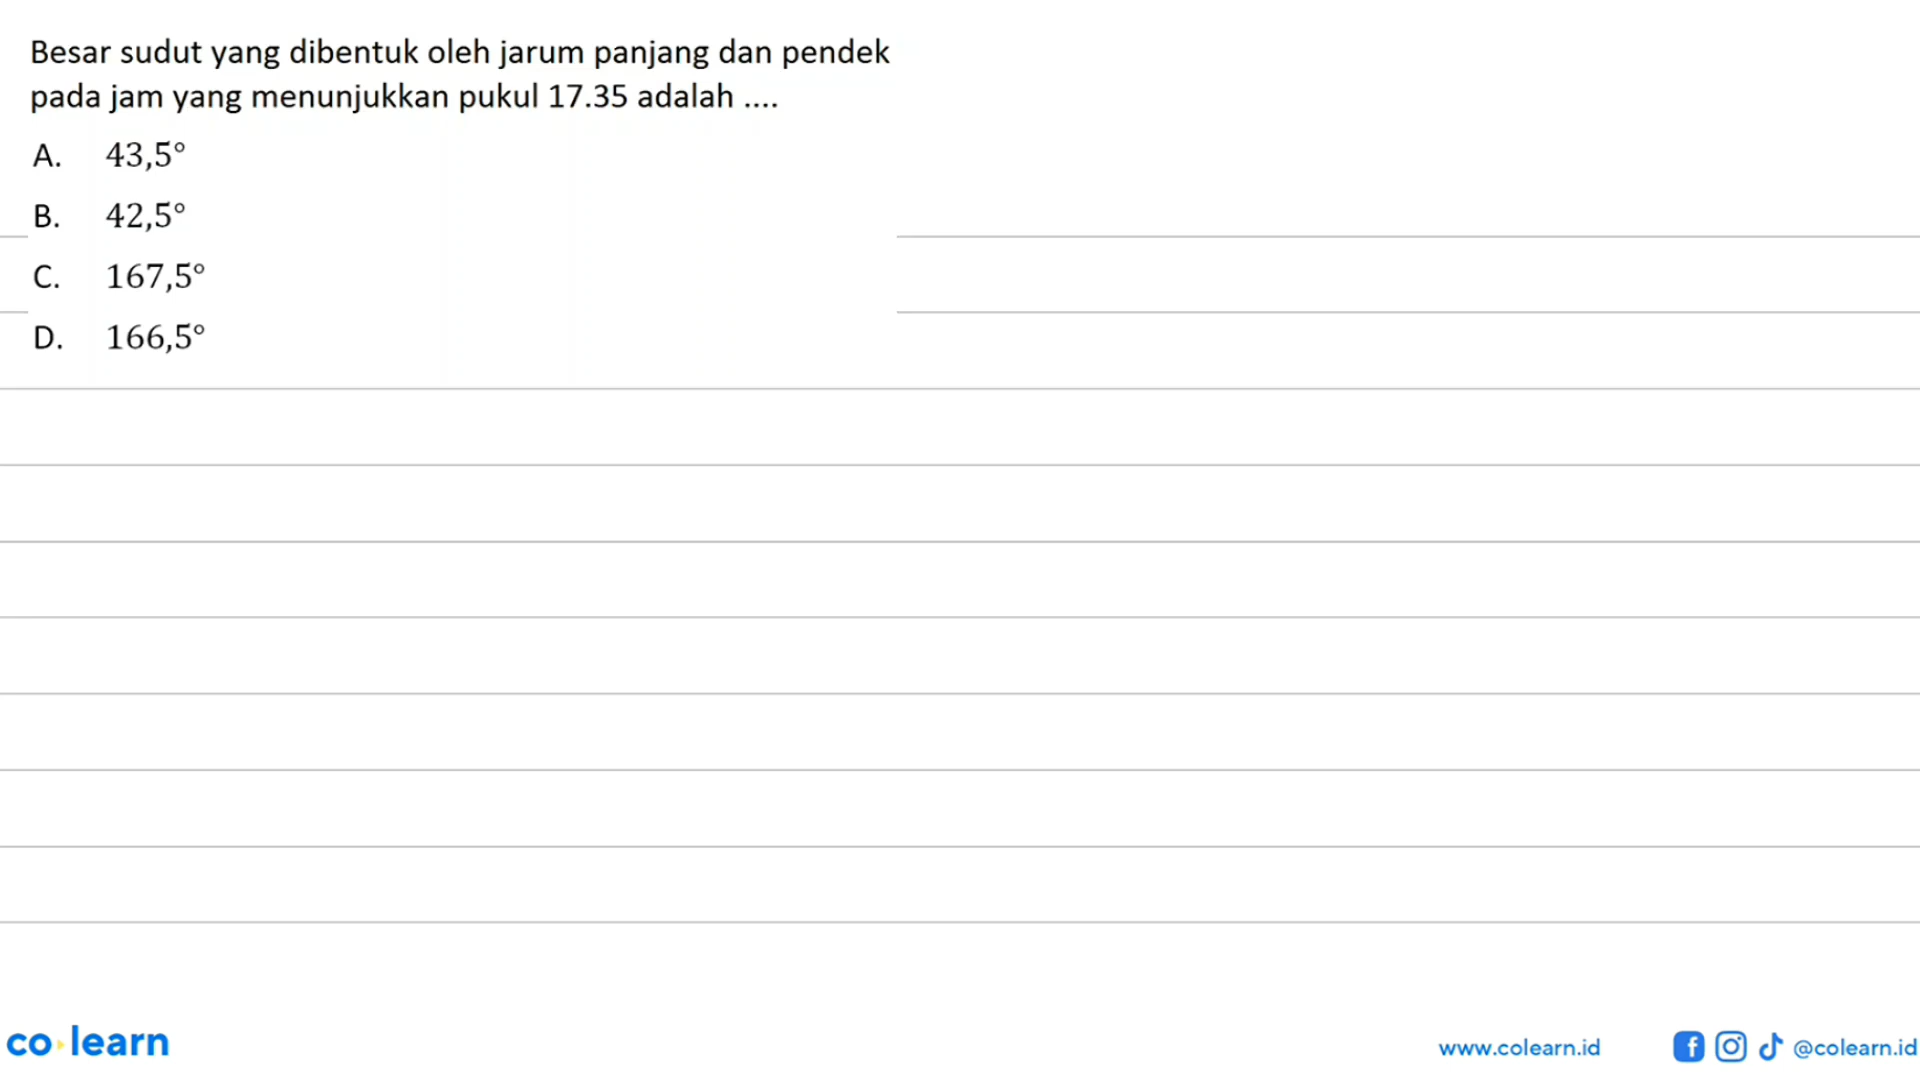 Besar sudut yang dibentuk oleh jarum panjang dan pendek
pada jam yang menunjukkan pukul 17.35 adalah ....
A. 43,5°
B. 42,5°
C. 167,5°
D. 166,5°
co learn
www.colearn.id @colearn.id